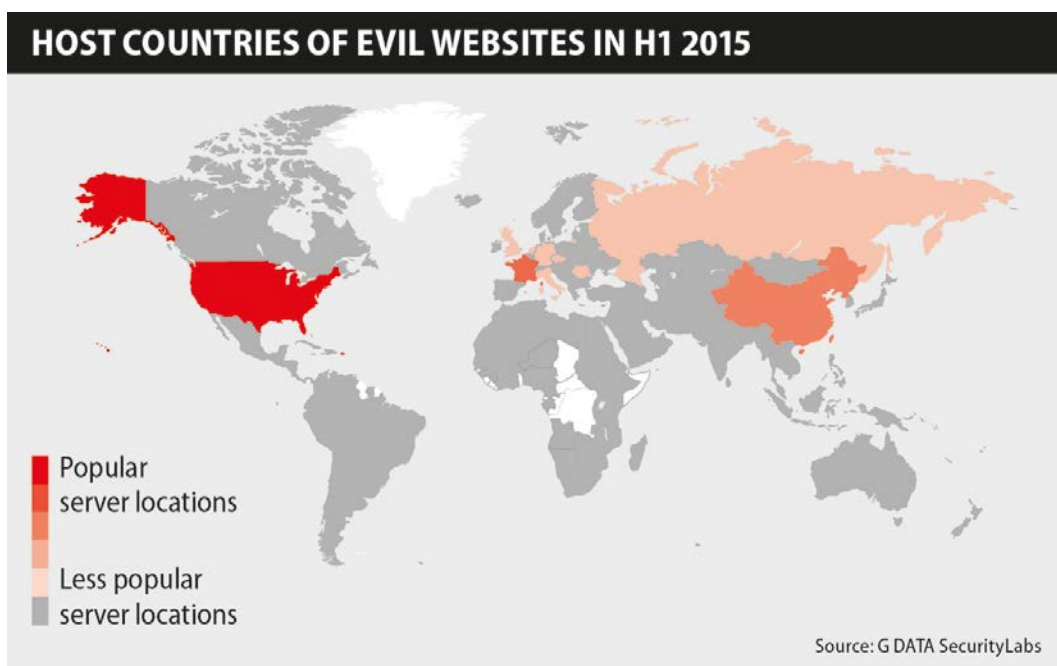 HOST COUNTRIES OF EVIL WEBSITES IN H1 2015
Popular
server locations
Less popular
server locations
Source: G DATA SecurityLabs